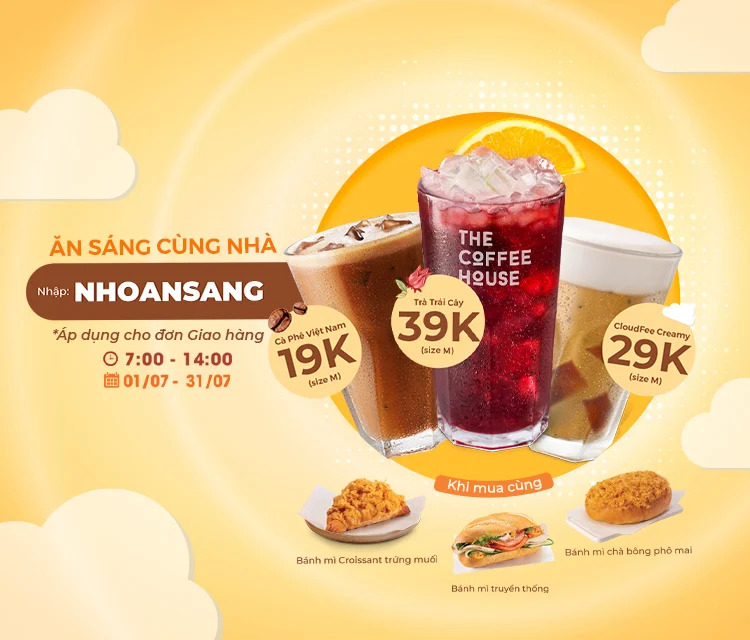 ĂN SÁNG CÙNG NHÀ
Nhập: NHOANSANG
*Áp dụng cho đơn Giao hàng
7:00 - 14:00
01/07 - 31/07
THE
COFFEE
HOUSE
Cà Phê Việt Nam
19K
(size M)
Trà Trái Cây
39K
(size M)
CloudFee Creamy
29K
(size M)
Khi mua cùng
Bánh mì Croissant trứng muối
Bánh mì truyền thống
Bánh mì chà bông phô mai